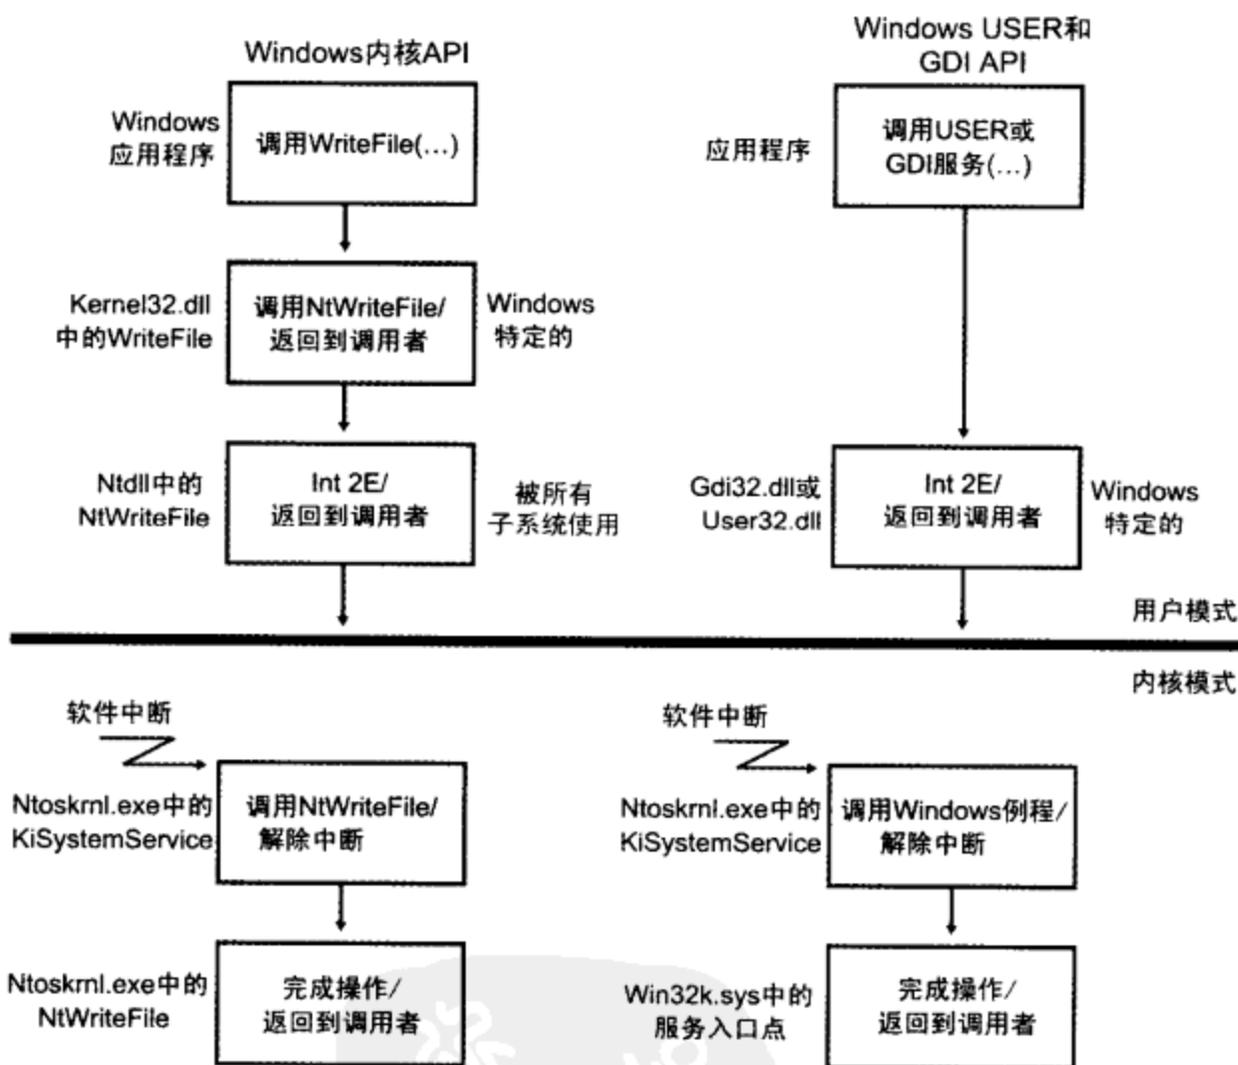 Windows内核API
Windows
应用程序
调用WriteFile(…)
Kernel32.dll
中的WriteFile
调用NtWriteFile/
返回到调用者
Windows
特定的
Ntdll中的
NtWriteFile
Int 2E/
返回到调用者
被所有
子系统使用
Windows USER和
GDI API
应用程序
调用USER或
GDI服务(…)
Gdi32.dll或
User32.dll
Int 2E/
返回到调用者
Windows
特定的
用户模式
内核模式
软件中断
Ntoskrnl.exe中的
KiSystemService
调用NtWriteFile/
解除中断
Ntoskrnl.exe中的
NtWriteFile
完成操作/
返回到调用者
软件中断
Ntoskrnl.exe中的
KiSystemService
调用Windows例程/
解除中断
Win32k.sys中的
服务入口点
完成操作/
返回到调用者